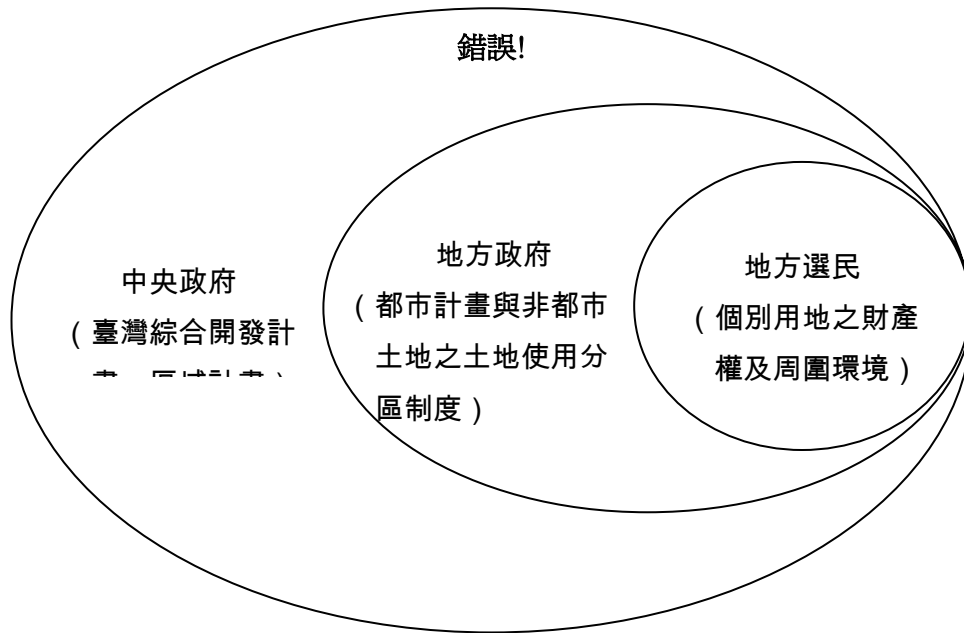 錯誤!
中央政府
（臺灣綜合開發計
地方政府
（都市計畫與非都市
土地之土地使用分
區制度）
地方選民
（個別用地之財產
權及周圍環境）